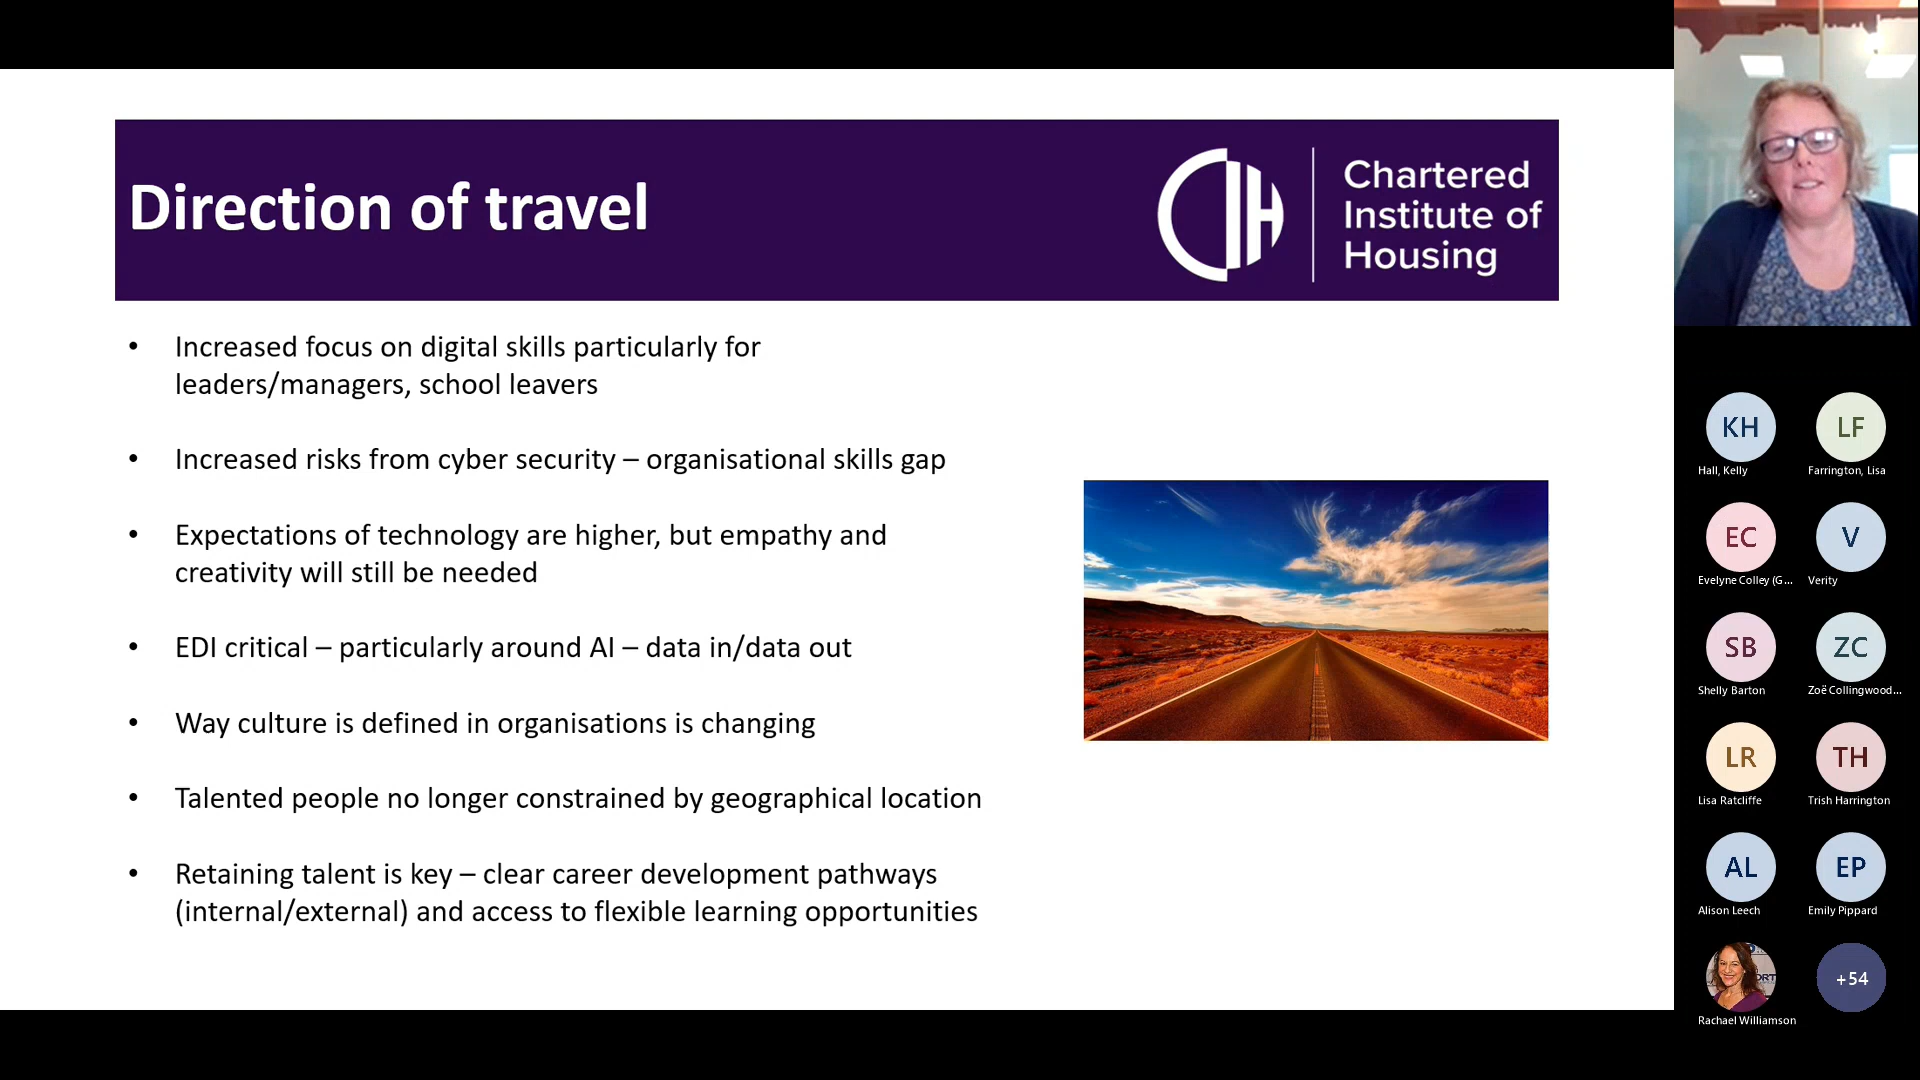 Direction of travel
Chartered
Institute of
Housing
• Increased focus on digital skills particularly for
leaders/managers, school leavers
• Increased risks from cyber security – organisational skills gap
• Expectations of technology are higher, but empathy and
creativity will still be needed
• EDI critical – particularly around AI – data in/data out
• Way culture is defined in organisations is changing
• Talented people no longer constrained by geographical location
• Retaining talent is key – clear career development pathways
(internal/external) and access to flexible learning opportunities
KH
Hall, Kelly
LF
Farrington, Lisa
EC
Evelyne Colley (G...
V
Verity
SB
Shelly Barton
ZC
Zoë Collingwood...
LR
Lisa Ratcliffe
TH
Trish Harrington
AL
Alison Leech
EP
Emily Pippard
Rachael Williamson
+54